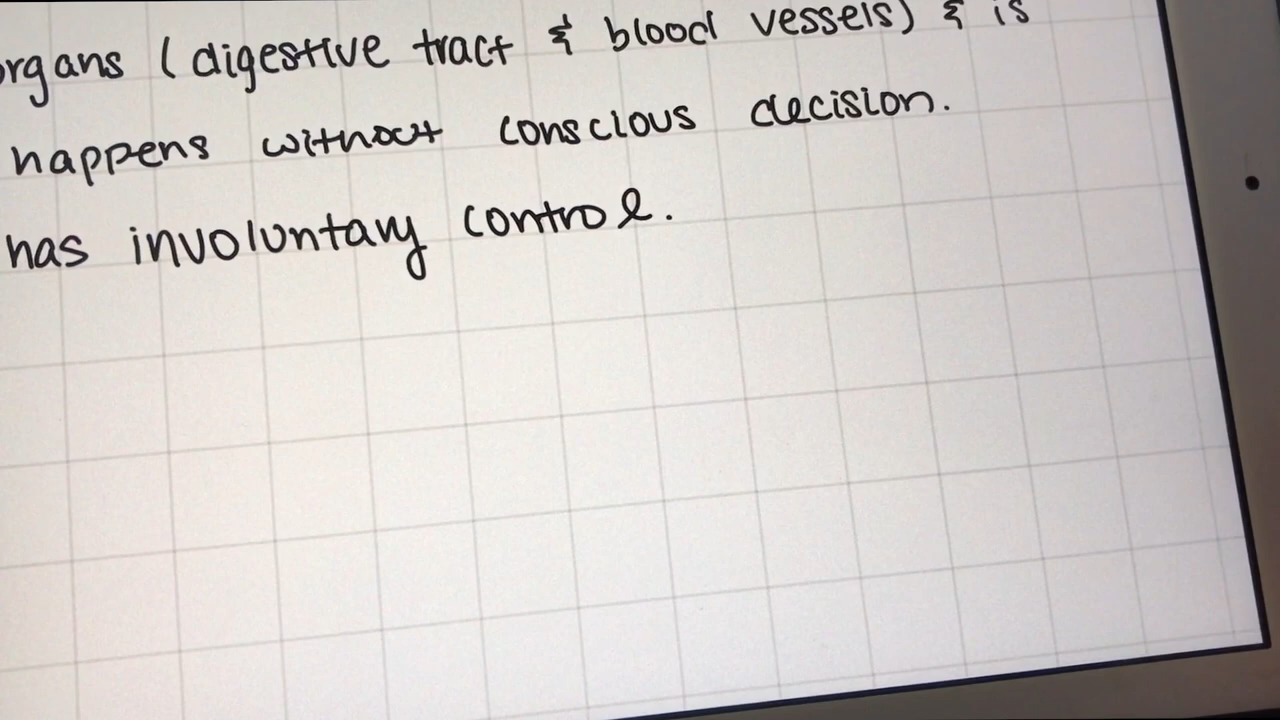 organs (digestive tract & blood vessels) & is
happens without conscious decision.
has involuntary control.